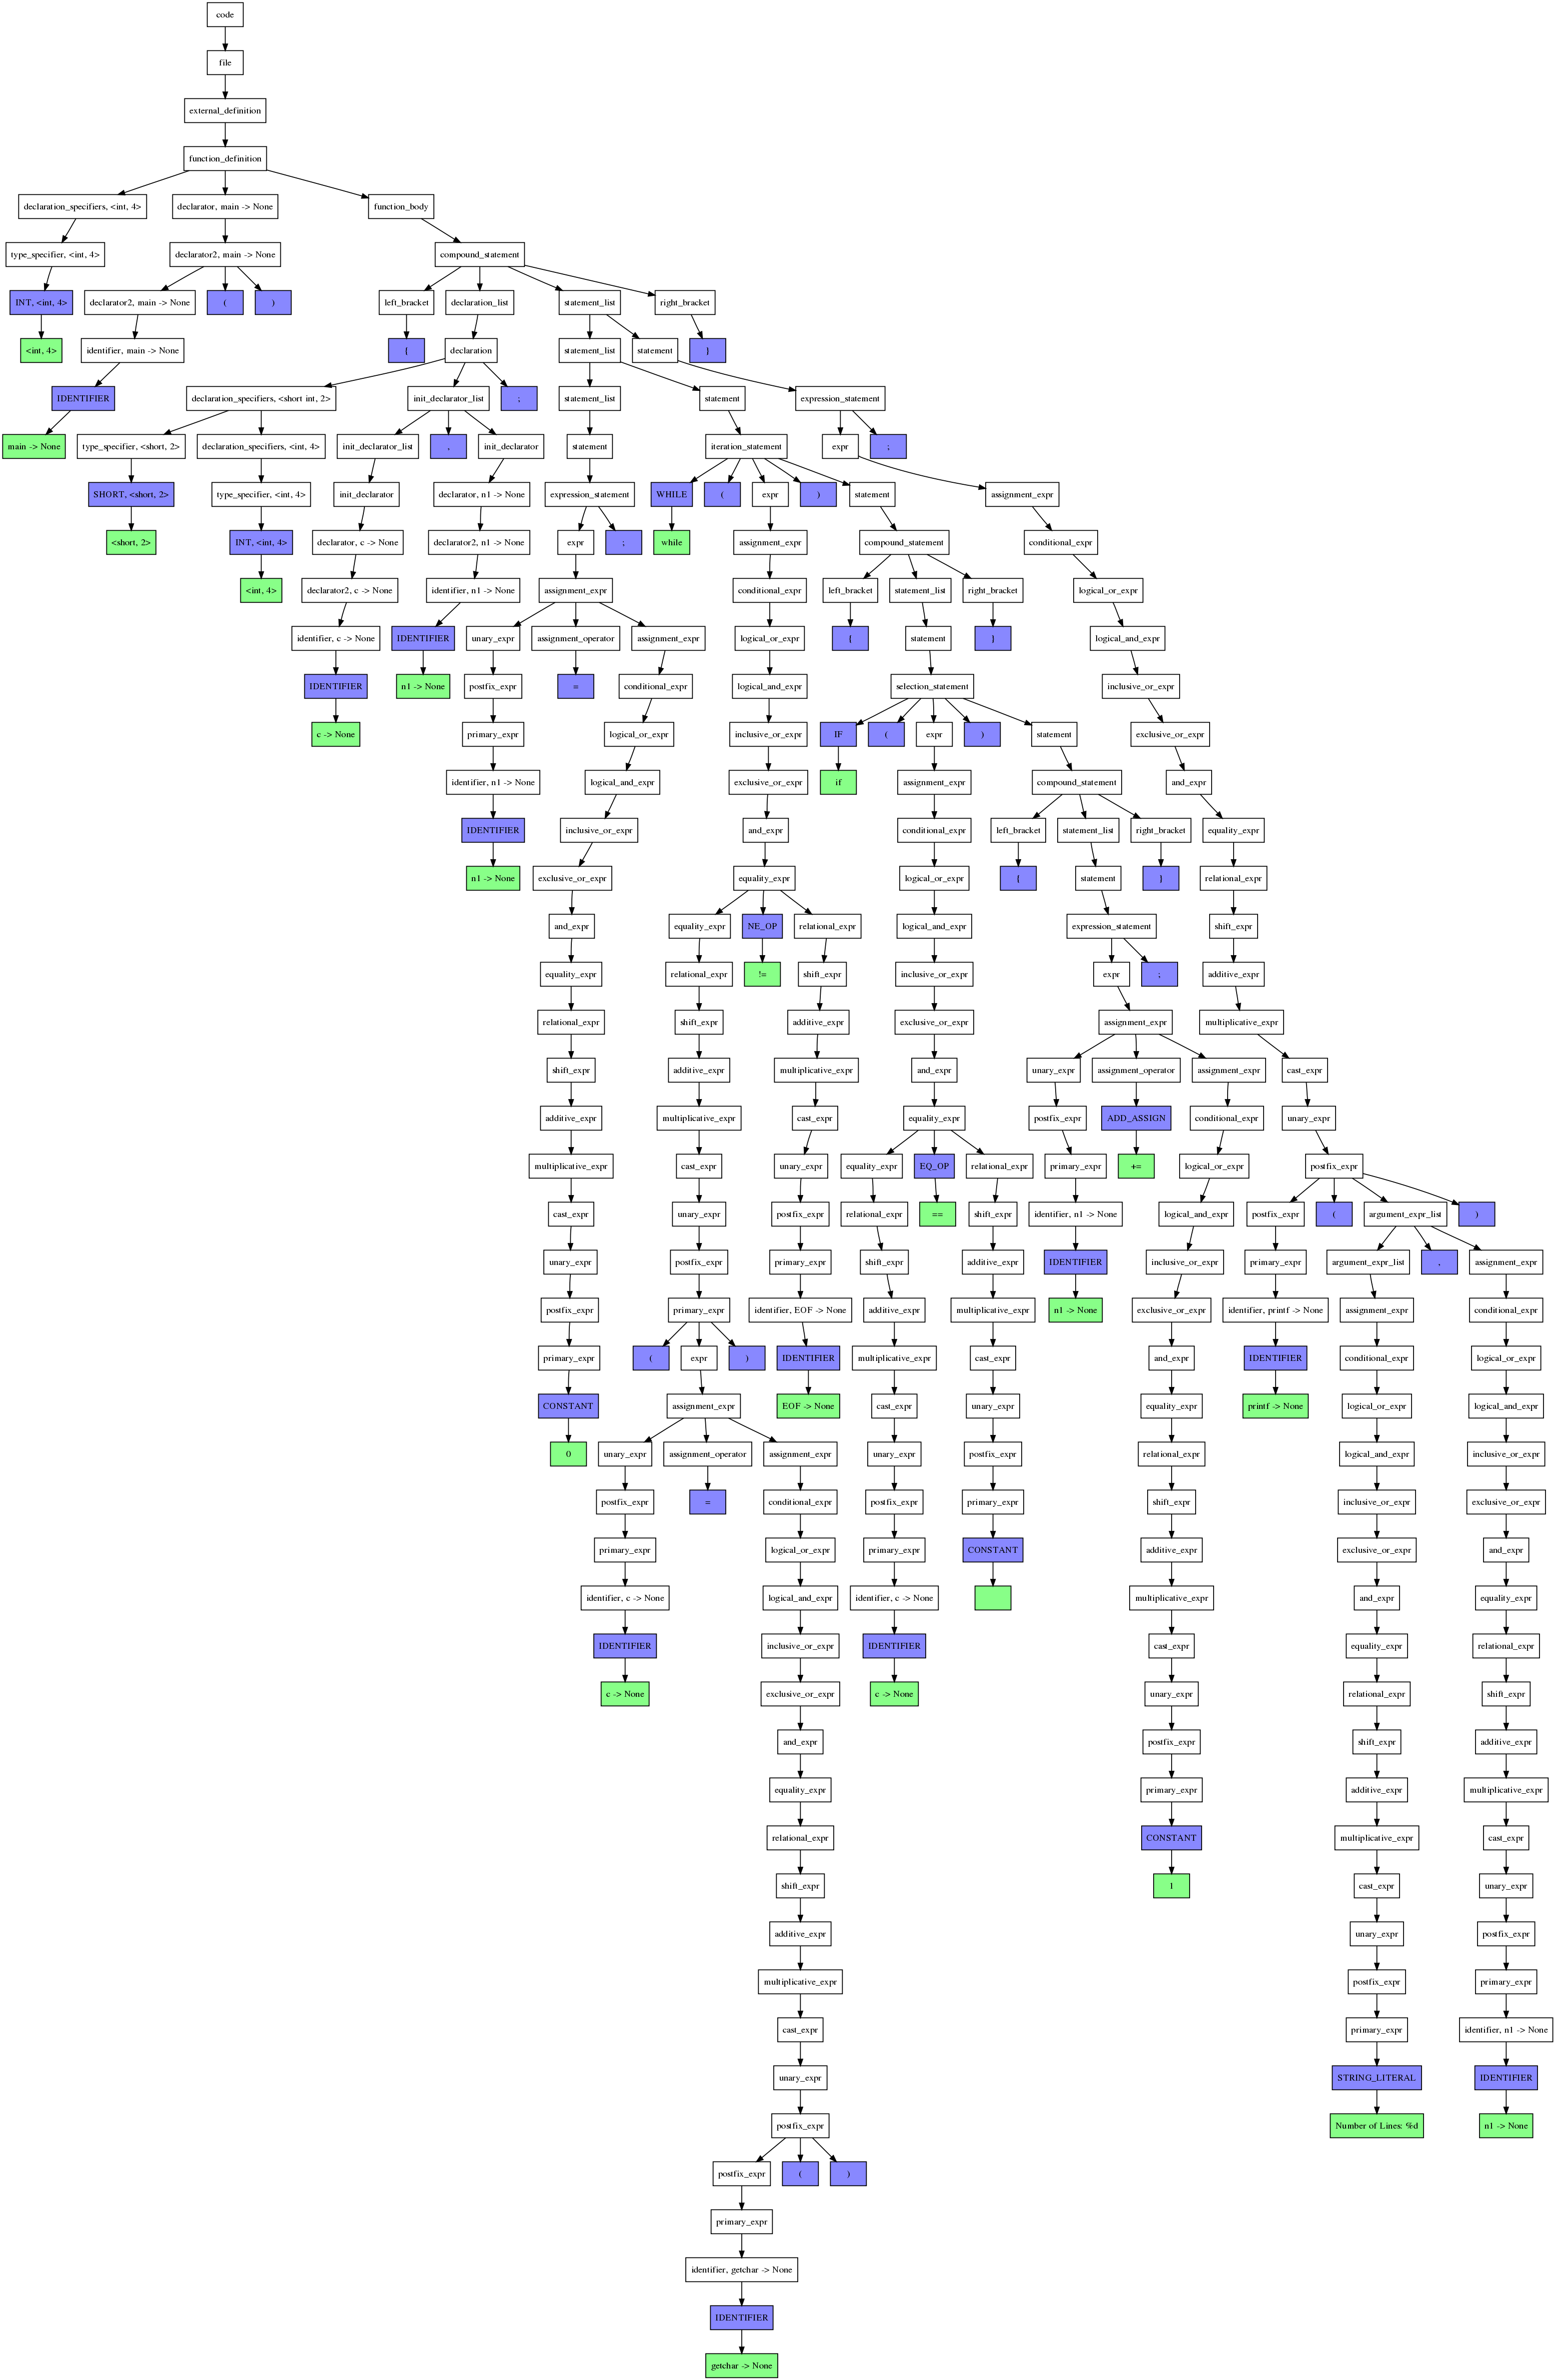 code
file
external_definition
function_definition
declaration_specifiers, <int, 4> declarator, main -> None function_body
type_specifier, <int, 4> declarator2, main -> None compound_statement
INT, <int, 4> declarator2, main -> None ( ) left_bracket declaration_list statement_list right_bracket
<int, 4> identifier, main -> None { declaration statement_list statement }
IDENTIFIER declaration_specifiers, <short int, 2> init_declarator_list ; statement_list statement expression_statement
main -> None type_specifier, <short, 2> declaration_specifiers, <int, 4> init_declarator_list , init_declarator statement iteration_statement expr ;
SHORT, <short, 2> type_specifier, <int, 4> init_declarator declarator, n1 -> None expression_statement WHILE ( expr ) statement assignment_expr
<short, 2> INT, <int, 4> declarator, c -> None declarator2, n1 -> None expr ; while assignment_expr compound_statement conditional_expr
<int, 4> declarator2, c -> None identifier, n1 -> None assignment_expr conditional_expr left_bracket statement_list right_bracket logical_or_expr
identifier, c -> None IDENTIFIER unary_expr assignment_operator assignment_expr logical_or_expr { statement } logical_and_expr
IDENTIFIER n1 -> None postfix_expr = conditional_expr logical_and_expr selection_statement inclusive_or_expr
c -> None primary_expr logical_or_expr inclusive_or_expr IF ( expr ) statement exclusive_or_expr
identifier, n1 -> None logical_and_expr exclusive_or_expr if assignment_expr compound_statement and_expr
IDENTIFIER inclusive_or_expr and_expr conditional_expr left_bracket statement_list right_bracket equality_expr
n1 -> None exclusive_or_expr equality_expr logical_or_expr { statement } relational_expr
and_expr equality_expr NE_OP relational_expr logical_and_expr expression_statement shift_expr
equality_expr relational_expr != shift_expr inclusive_or_expr expr ; additive_expr
relational_expr shift_expr additive_expr exclusive_or_expr assignment_expr multiplicative_expr
shift_expr additive_expr multiplicative_expr and_expr unary_expr assignment_operator assignment_expr cast_expr
additive_expr multiplicative_expr cast_expr equality_expr postfix_expr ADD_ASSIGN conditional_expr unary_expr
multiplicative_expr cast_expr unary_expr equality_expr EQ_OP relational_expr primary_expr += logical_or_expr postfix_expr
cast_expr unary_expr postfix_expr relational_expr == shift_expr identifier, n1 -> None logical_and_expr postfix_expr ( argument_expr_list )
unary_expr postfix_expr primary_expr shift_expr additive_expr IDENTIFIER inclusive_or_expr primary_expr argument_expr_list , assignment_expr
postfix_expr primary_expr identifier, EOF -> None additive_expr multiplicative_expr n1 -> None exclusive_or_expr identifier, printf -> None assignment_expr conditional_expr
primary_expr ( expr ) IDENTIFIER multiplicative_expr cast_expr and_expr IDENTIFIER conditional_expr logical_or_expr
CONSTANT assignment_expr EOF -> None cast_expr unary_expr equality_expr printf -> None logical_or_expr logical_and_expr
0 unary_expr assignment_operator assignment_expr unary_expr postfix_expr relational_expr logical_and_expr inclusive_or_expr
postfix_expr = conditional_expr postfix_expr primary_expr shift_expr inclusive_or_expr exclusive_or_expr
primary_expr logical_or_expr primary_expr CONSTANT additive_expr exclusive_or_expr and_expr
identifier, c -> None logical_and_expr identifier, c -> None multiplicative_expr and_expr equality_expr
IDENTIFIER inclusive_or_expr IDENTIFIER cast_expr equality_expr relational_expr
c -> None exclusive_or_expr c -> None unary_expr relational_expr shift_expr
and_expr postfix_expr shift_expr additive_expr
equality_expr primary_expr additive_expr multiplicative_expr
relational_expr CONSTANT multiplicative_expr cast_expr
shift_expr 1 cast_expr unary_expr
additive_expr unary_expr postfix_expr
multiplicative_expr postfix_expr primary_expr
cast_expr primary_expr identifier, n1 -> None
unary_expr STRING_LITERAL IDENTIFIER
postfix_expr Number of Lines: %d n1 -> None
postfix_expr ( )
primary_expr
identifier, getchar -> None
IDENTIFIER
getchar -> None